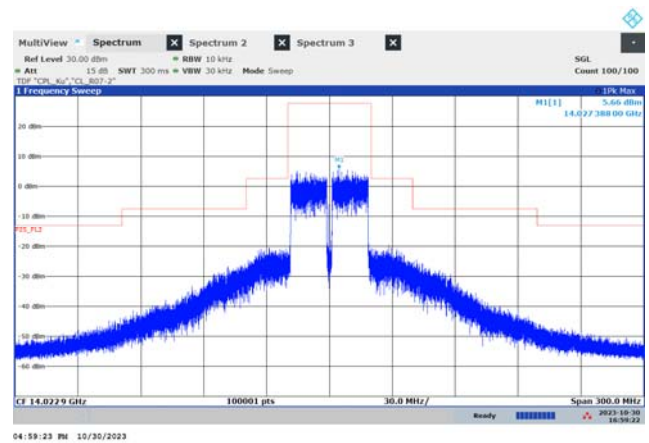 MultiView Spectrum X Spectrum 2 X Spectrum 3 X
Ref Level 30.00 dBm RBW 10 kHz SGL
Att 15 dB SWT 300 ms VBW 30 kHz Mode Sweep Count 100/100
TDF "CPL_Ku","CL_R07-2"
1 Frequency Sweep 1Pk Max
M1[1] 5.66 dBm
14.02738800 GHz
20 dBm
10 dBm
M1
0 dBm
-10 dBm
-20 dBm
-30 dBm
-40 dBm
-50 dBm
-60 dBm
CF 14.0229 GHz 100001 pts 30.0 MHz/ Span 300.0 MHz
Ready 2023-10-30
16:59:22
04:59:23 PM 10/30/2023